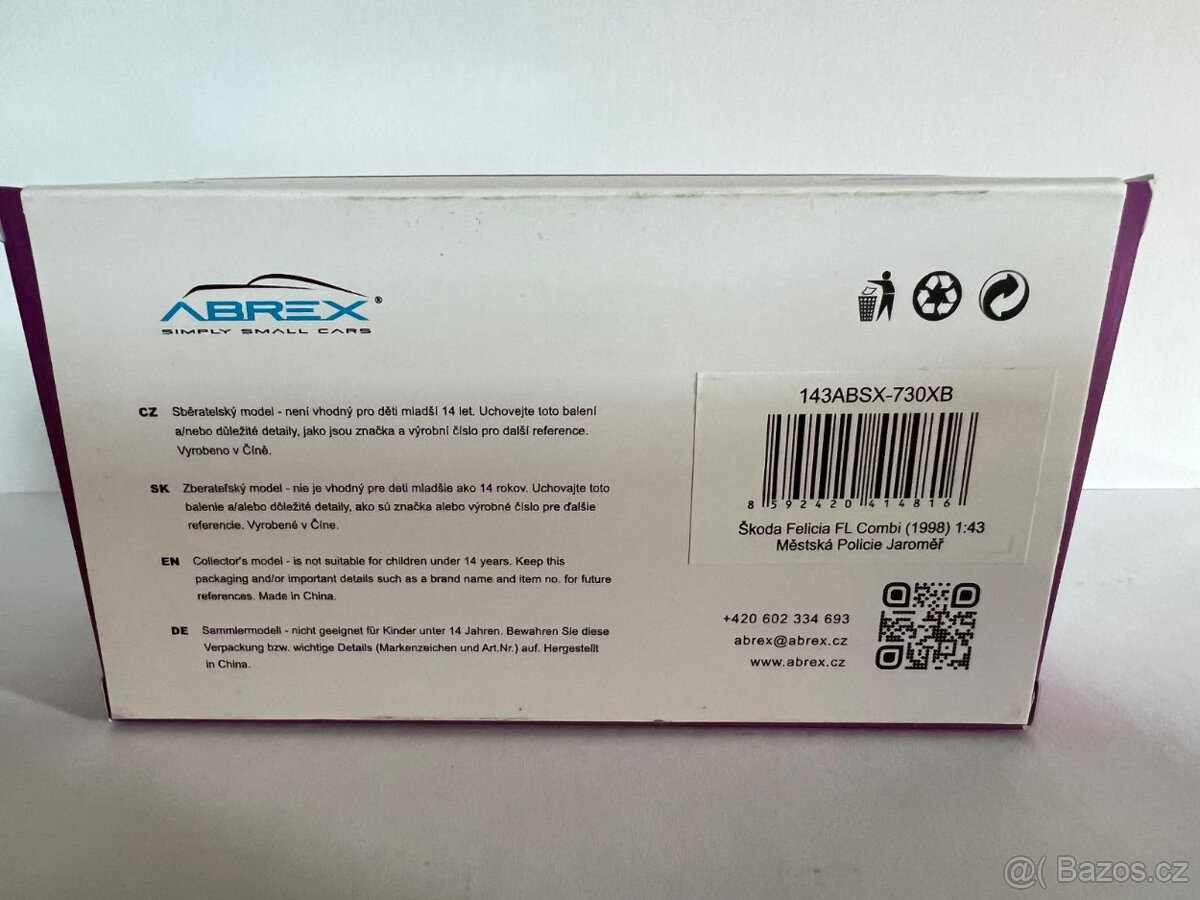 ABREX®
SIMPLY SMALL CARS
CZ Sběratelský model - není vhodný pro děti mladší 14 let. Uchovejte toto balení
a/nebo důležité detaily, jako jsou značka a výrobní číslo pro další reference.
Vyrobeno v Číně.
SK Zberateľský model - nie je vhodný pre deti mladšie ako 14 rokov. Uchovajte toto
balenie a/alebo dôležité detaily, ako sú značka alebo výrobné číslo pre ďalšie
referencie. Vyrobené v Číne.
EN Collector's model - is not suitable for children under 14 years. Keep this
packaging and/or important details such as a brand name and item no. for future
references. Made in China.
DE Sammlermodell - nicht geeignet für Kinder unter 14 Jahren. Bewahren Sie diese
Verpackung bzw. wichtige Details (Markenzeichen und Art.Nr.) auf. Hergestellt
in China.
143ABSX-730XB
8 592420 414816
Škoda Felicia FL Combi (1998) 1:43
Městská Policie Jaroměř
+420 602 334 693
abrex@abrex.cz
www.abrex.cz
@( Bazos.cz